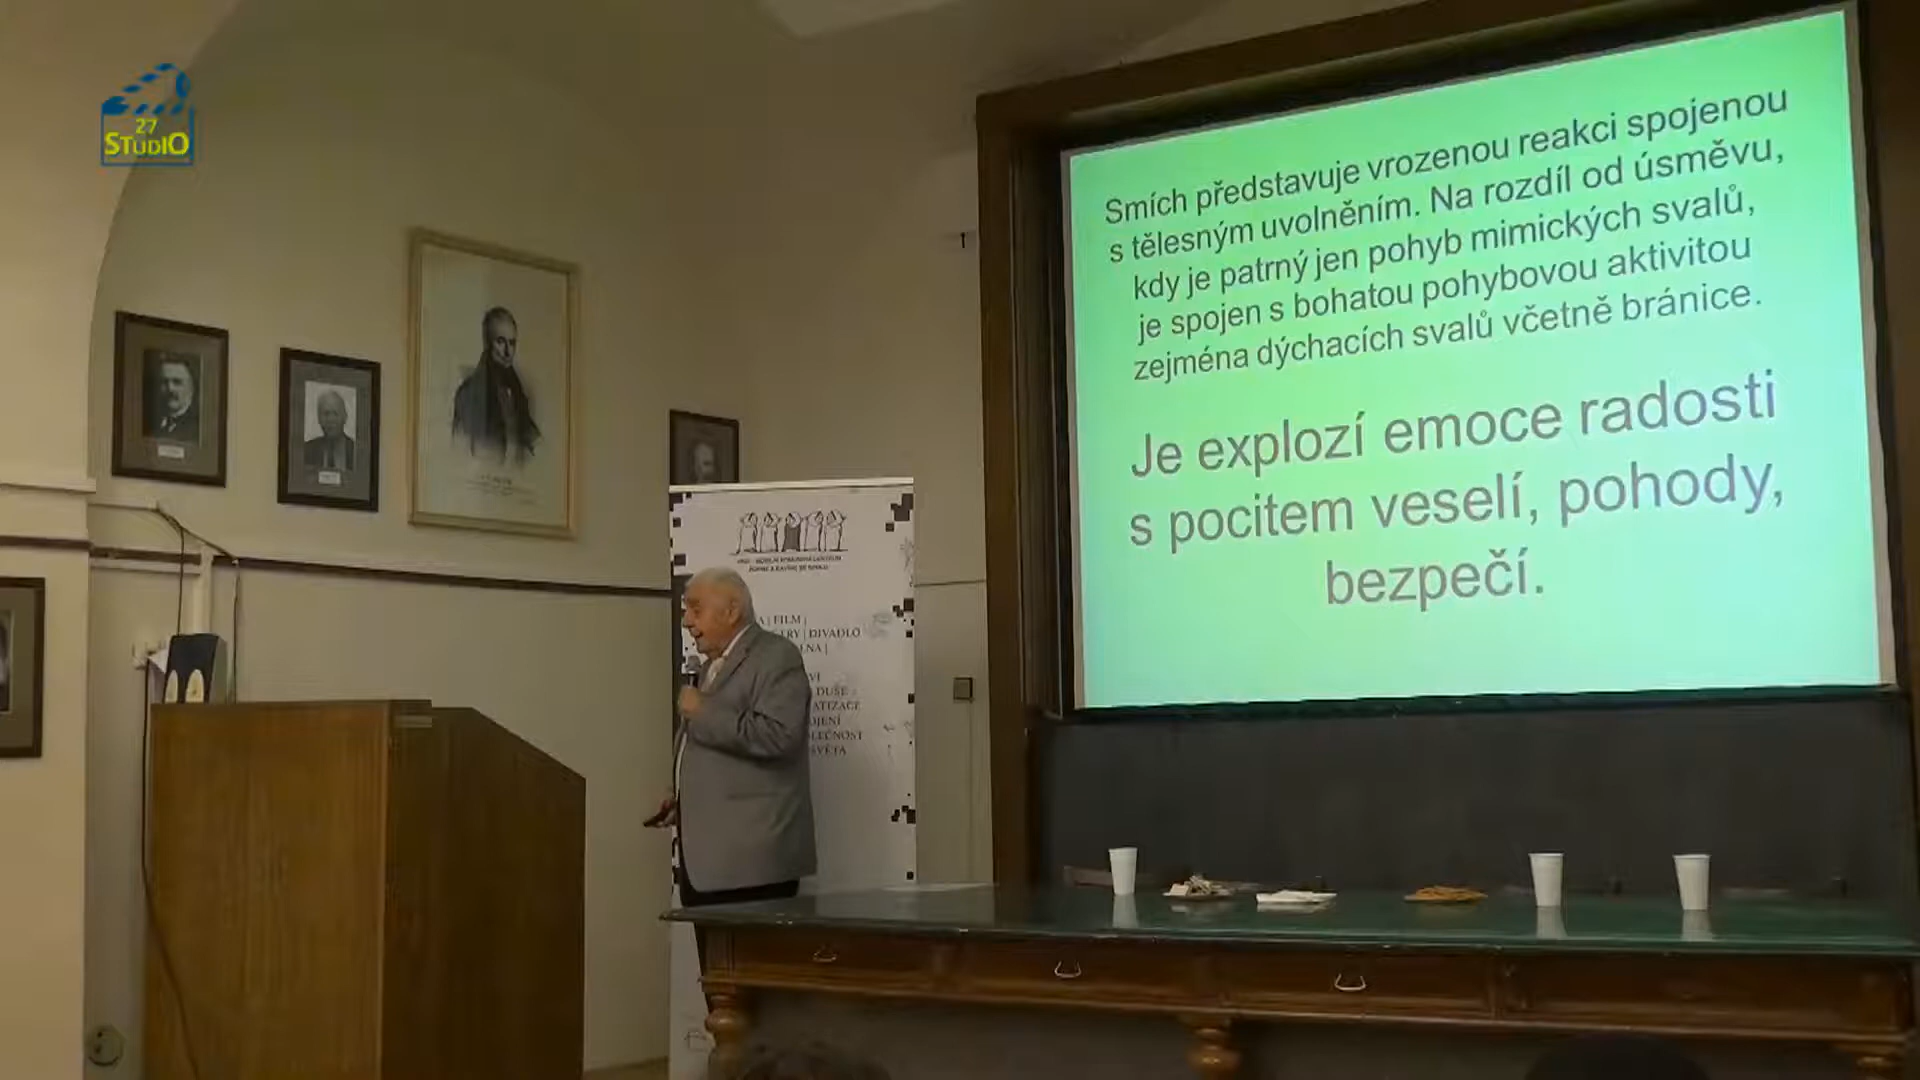 27
STUDIO
Smích představuje vrozenou reakci spojenou
s tělesným uvolněním. Na rozdíl od úsměvu,
kdy je patrný jen pohyb mimických svalů,
je spojen s bohatou pohybovou aktivitou
zejména dýchacích svalů včetně bránice.
Je explozí emoce radosti
s pocitem veselí, pohody,
bezpečí.
| FILM |
| DIVADLO
DUŠE
SVĚTA